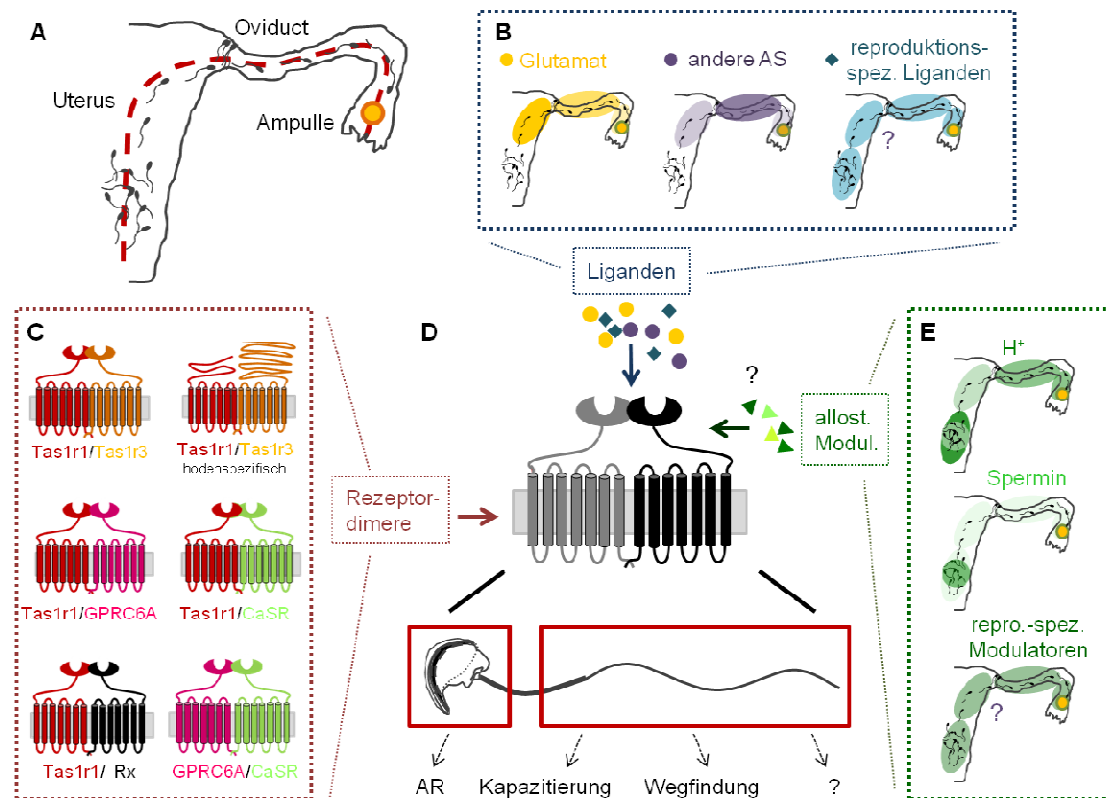 A
Oviduct
Uterus
Ampulle
B
Glutamat
andere AS
reproduktions-
spez. Liganden
?
Liganden
C
Tas1r1/Tas1r3
Tas1r1/Tas1r3
hodenspezifisch
Tas1r1/GPRC6A
Tas1r1/CaSR
Tas1r1/ Rx
GPRC6A/CaSR
Rezeptor-
dimere
D
?
allost.
Modul.
AR
Kapazitierung
Wegfindung
?
E
H⁺
Spermin
repro.-spez.
Modulatoren
?